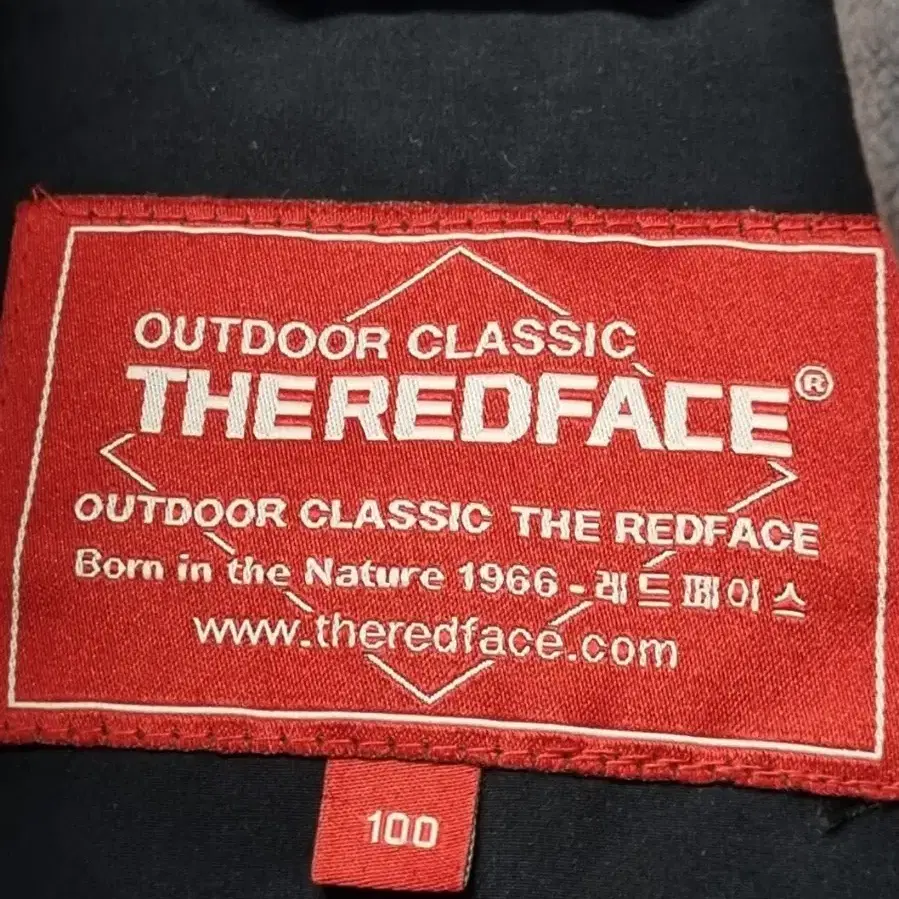 OUTDOOR CLASSIC
THEREDFACE®
OUTDOOR CLASSIC THE REDFACE
Born in the Nature 1966 - 레드페이스
www.theredface.com
100